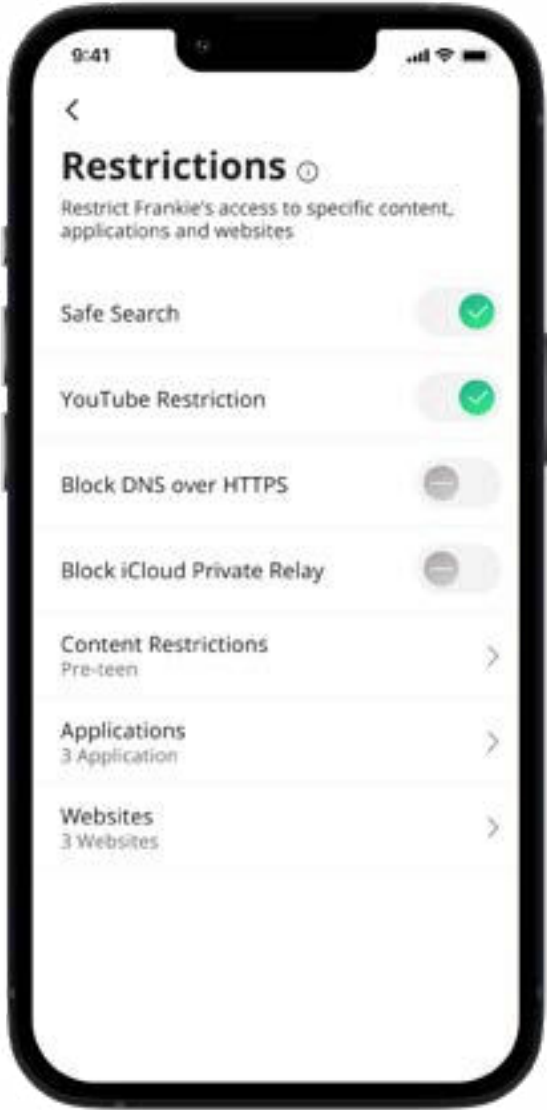 9:41
Restrictions
Restrict Frankie's access to specific content,
applications and websites
Safe Search
YouTube Restriction
Block DNS over HTTPS
Block iCloud Private Relay
Content Restrictions
Pre-teen
Applications
3 Application
Websites
3 Websites